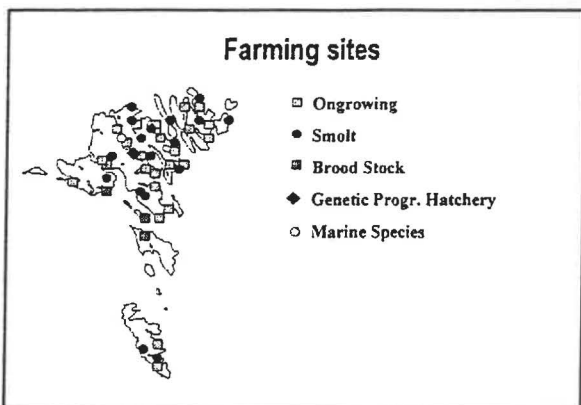 Farming sites
Ongrowing
Smolt
Brood Stock
Genetic Progr. Hatchery
Marine Species